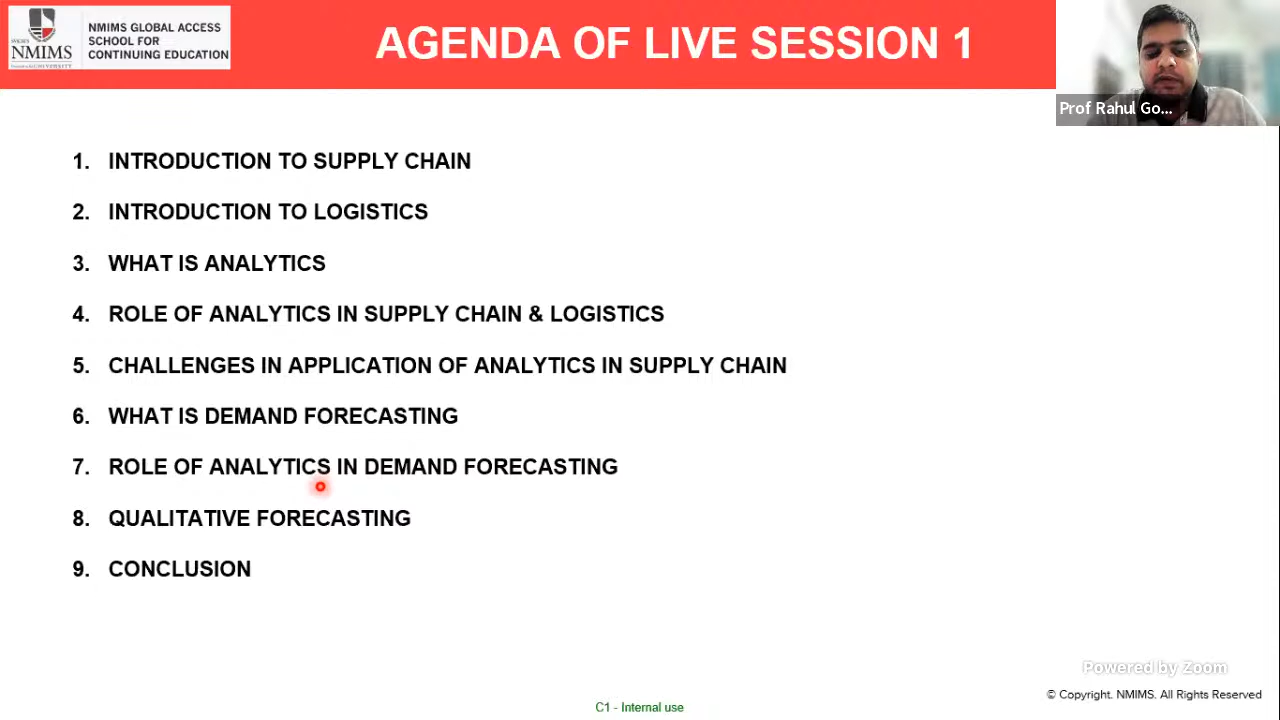 NMIMS
NMIMS GLOBAL ACCESS
SCHOOL FOR
CONTINUING EDUCATION
AGENDA OF LIVE SESSION 1
Prof Rahul Go...
1. INTRODUCTION TO SUPPLY CHAIN
2. INTRODUCTION TO LOGISTICS
3. WHAT IS ANALYTICS
4. ROLE OF ANALYTICS IN SUPPLY CHAIN & LOGISTICS
5. CHALLENGES IN APPLICATION OF ANALYTICS IN SUPPLY CHAIN
6. WHAT IS DEMAND FORECASTING
7. ROLE OF ANALYTICS IN DEMAND FORECASTING
8. QUALITATIVE FORECASTING
9. CONCLUSION
Powered by Zoom
© Copyright. NMIMS. All Rights Reserved
C1 - Internal use